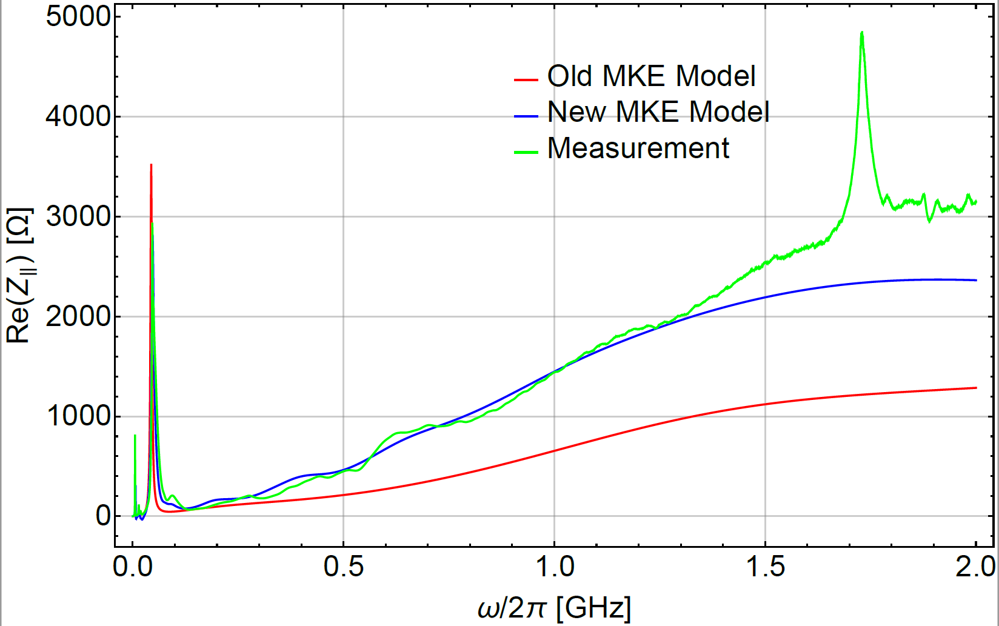 5000
4000
3000
2000
1000
0
Re(Z∥) [Ω]
Old MKE Model
New MKE Model
Measurement
0.0 0.5 1.0 1.5 2.0
ω/2π [GHz]